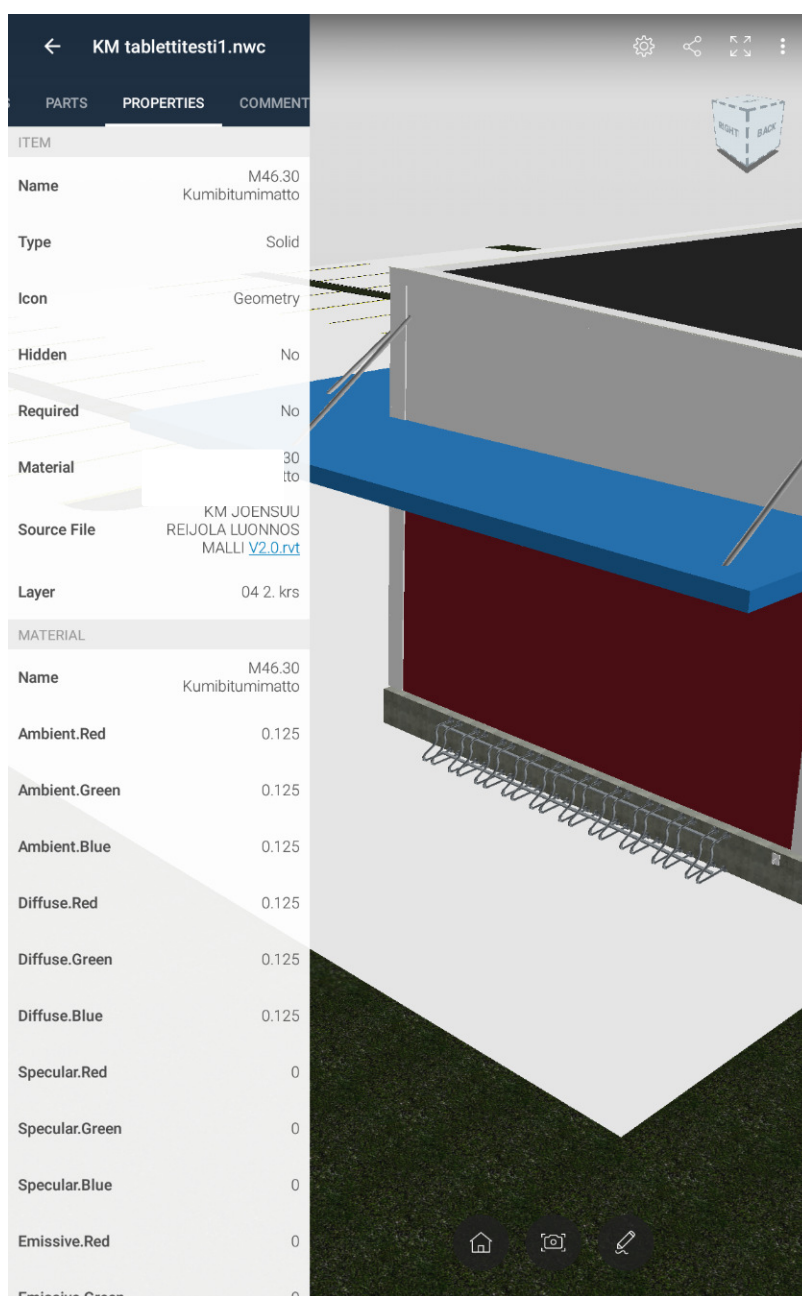 KM tablettitesti1.nwc
PARTS PROPERTIES COMMENT
ITEM
Name M46.30
Kumibitumimatto
Type Solid
Icon Geometry
Hidden No
Required No
Material 30
tto
Source File KM JOENSUU
REIJOLA LUONNOS
MALLI V2.0.rvt
Layer 04 2. krs
MATERIAL
Name M46.30
Kumibitumimatto
Ambient.Red 0.125
Ambient.Green 0.125
Ambient.Blue 0.125
Diffuse.Red 0.125
Diffuse.Green 0.125
Diffuse.Blue 0.125
Specular.Red 0
Specular.Green 0
Specular.Blue 0
Emissive.Red 0
RIGHT BACK